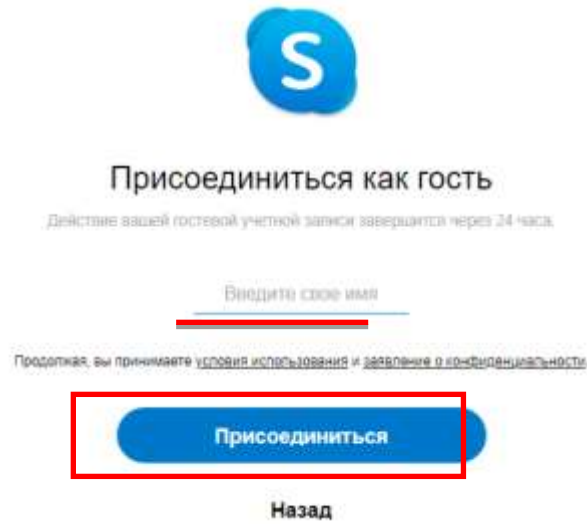 S
Присоединиться как гость
Действие вашей гостевой учетной записи завершится через 24 часа.
Введите свое имя
Продолжая, вы принимаете условия использования и заявление о конфиденциальности
Присоединиться
Назад